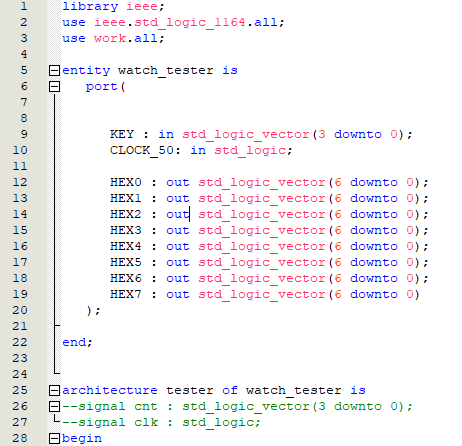 1 library ieee;
2 use ieee.std_logic_1164.all;
3 use work.all;
4
5 entity watch_tester is
6 port(
7
8
9 KEY : in std_logic_vector(3 downto 0);
10 CLOCK_50: in std_logic;
11
12 HEX0 : out std_logic_vector(6 downto 0);
13 HEX1 : out std_logic_vector(6 downto 0);
14 HEX2 : out std_logic_vector(6 downto 0);
15 HEX3 : out std_logic_vector(6 downto 0);
16 HEX4 : out std_logic_vector(6 downto 0);
17 HEX5 : out std_logic_vector(6 downto 0);
18 HEX6 : out std_logic_vector(6 downto 0);
19 HEX7 : out std_logic_vector(6 downto 0)
20 );
21
22 end;
23
24
25 architecture tester of watch_tester is
26 --signal cnt : std_logic_vector(3 downto 0);
27 --signal clk : std_logic;
28 begin